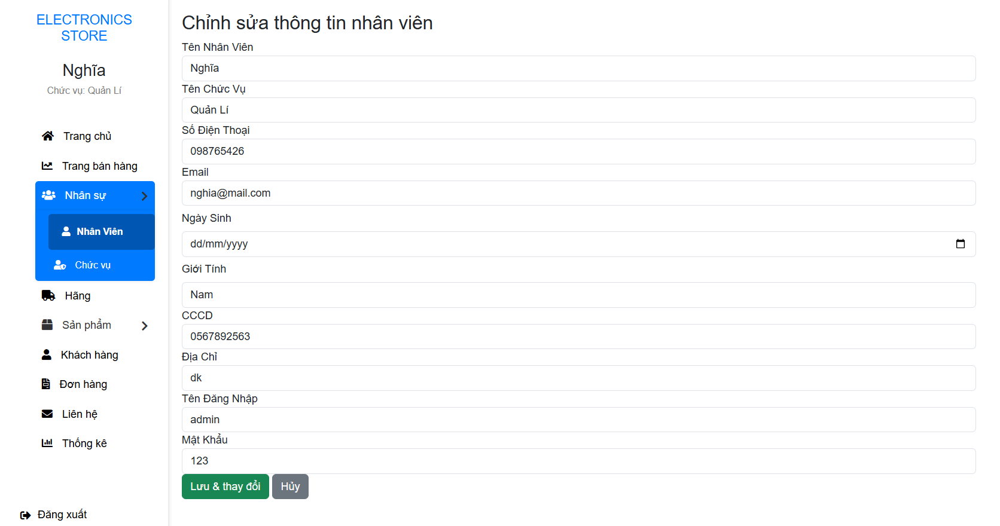 ELECTRONICS
STORE
Nghĩa
Chức vụ: Quản Lí
Trang chủ
Trang bán hàng
Nhân sự
Nhân Viên
Chức vụ
Hãng
Sản phẩm
Khách hàng
Đơn hàng
Liên hệ
Thống kê
Đăng xuất
Chỉnh sửa thông tin nhân viên
Tên Nhân Viên
Nghĩa
Tên Chức Vụ
Quản Lí
Số Điện Thoại
098765426
Email
nghia@mail.com
Ngày Sinh
dd/mm/yyyy
Giới Tính
Nam
CCCD
0567892563
Địa Chỉ
dk
Tên Đăng Nhập
admin
Mật Khẩu
123
Lưu & thay đổi
Hủy